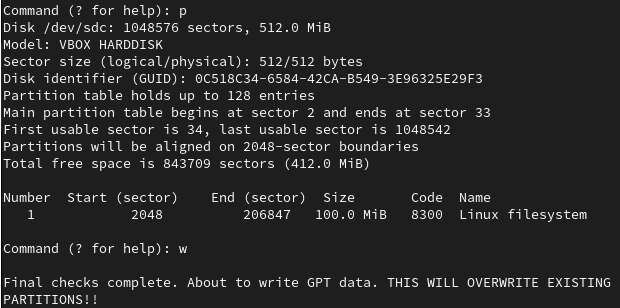 Command (? for help): p
Disk /dev/sdc: 1048576 sectors, 512.0 MiB
Model: VBOX HARDDISK
Sector size (logical/physical): 512/512 bytes
Disk identifier (GUID): 0C518C34-6584-42CA-B549-3E96325E29F3
Partition table holds up to 128 entries
Main partition table begins at sector 2 and ends at sector 33
First usable sector is 34, last usable sector is 1048542
Partitions will be aligned on 2048-sector boundaries
Total free space is 843709 sectors (412.0 MiB)
Number  Start (sector)    End (sector)  Size       Code  Name
   1            2048          206847   100.0 MiB   8300  Linux filesystem
Command (? for help): w
Final checks complete. About to write GPT data. THIS WILL OVERWRITE EXISTING
PARTITIONS!!